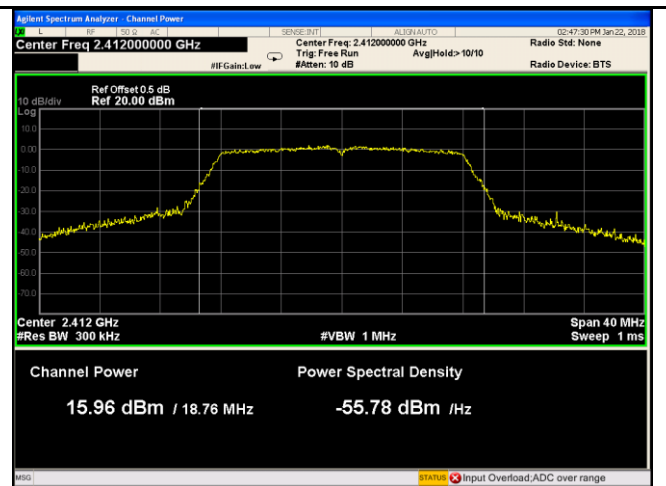 Agilent Spectrum Analyzer - Channel Power
L RF 50 Ω AC SENSE:INT ALIGNAUTO 02:47:30 PM Jan 22, 2018
Center Freq 2.412000000 GHz Center Freq: 2.412000000 GHz Radio Std: None
Trig: Free Run Avg|Hold:> 10/10
#IFGain:Low #Atten: 10 dB Radio Device: BTS
Ref Offset 0.5 dB
10 dB/div Ref 20.00 dBm
Log
10.0
0.00
-10.0
-20.0
-30.0
-40.0
-50.0
-60.0
-70.0
Center 2.412 GHz Span 40 MHz
#Res BW 300 kHz #VBW 1 MHz Sweep 1 ms
Channel Power Power Spectral Density
15.96 dBm / 18.76 MHz -55.78 dBm /Hz
MSG STATUS Input Overload;ADC over range